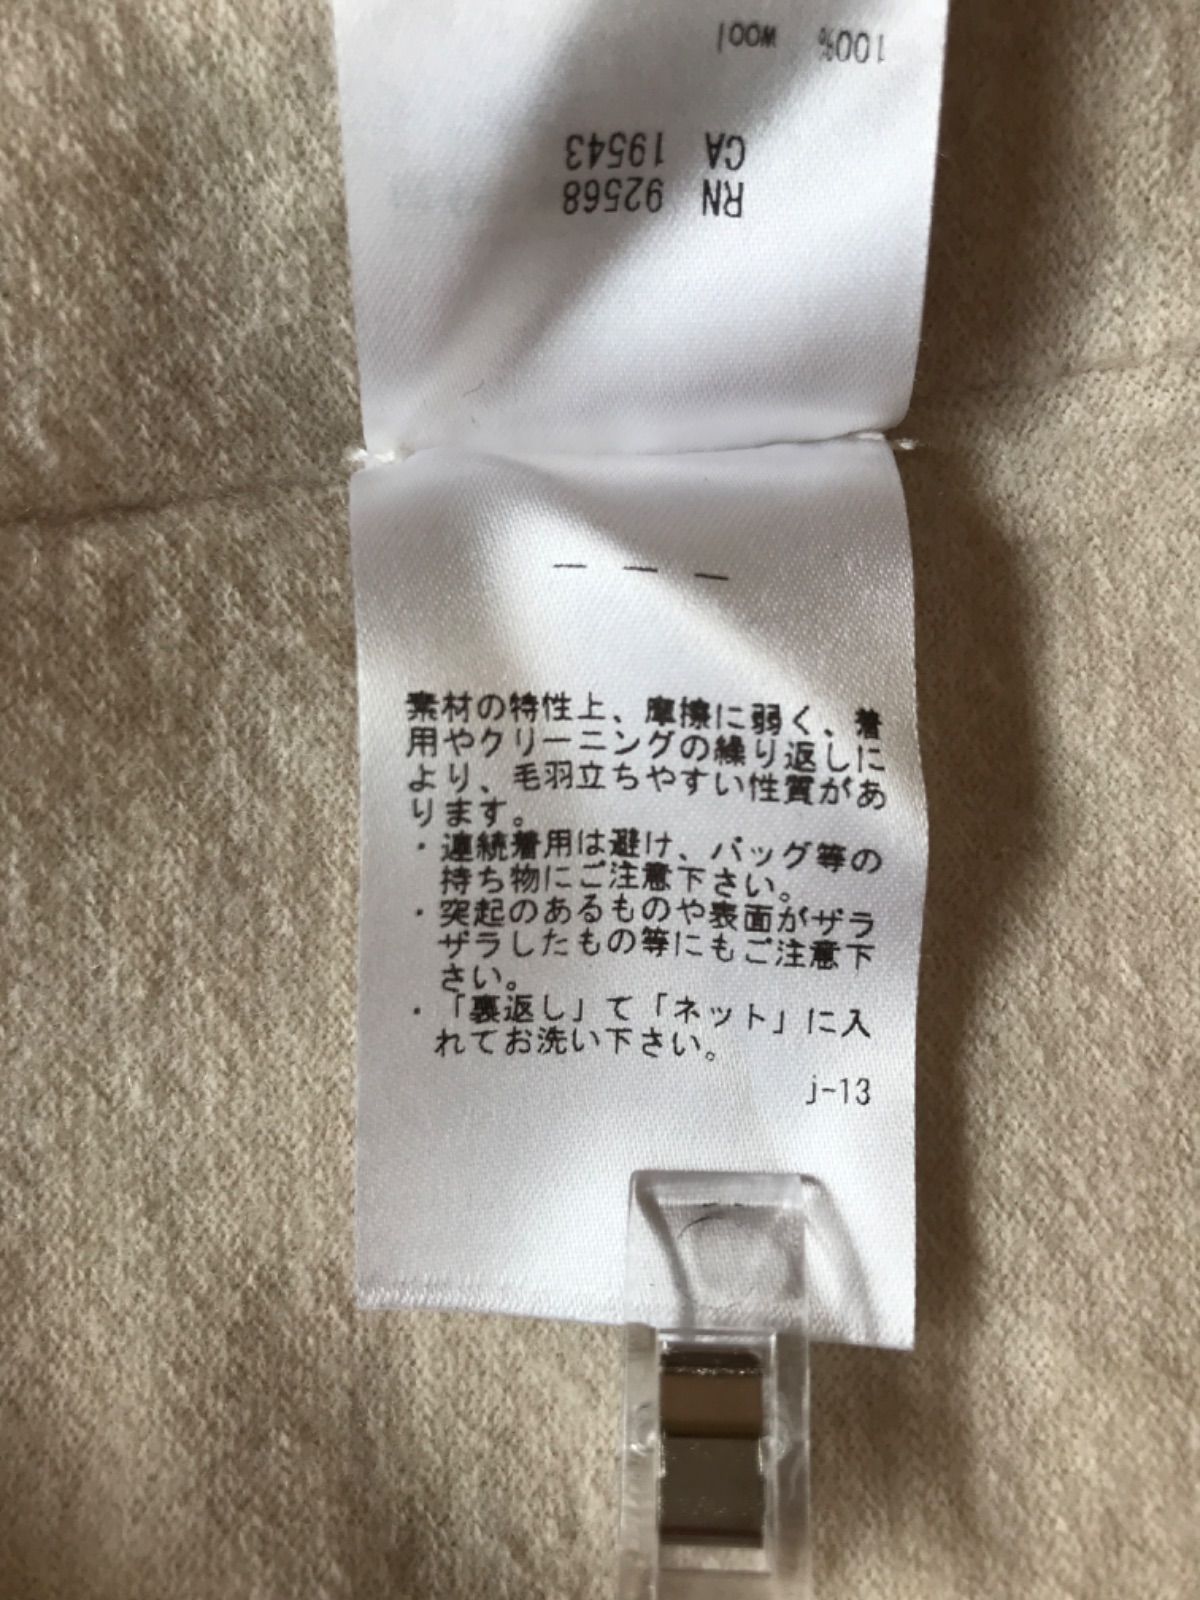 100% wool
CA 19543
RN 92568
— — —
素材の特性上、摩擦に弱く、着
用やクリーニングの繰り返しに
より、毛羽立ちやすい性質があ
ります。
・連続着用は避け、バッグ等の
持ち物にご注意下さい。
・突起のあるものや表面がザラ
ザラしたもの等にもご注意下
さい。
・「裏返し」て「ネット」に入
れてお洗い下さい。
j-13